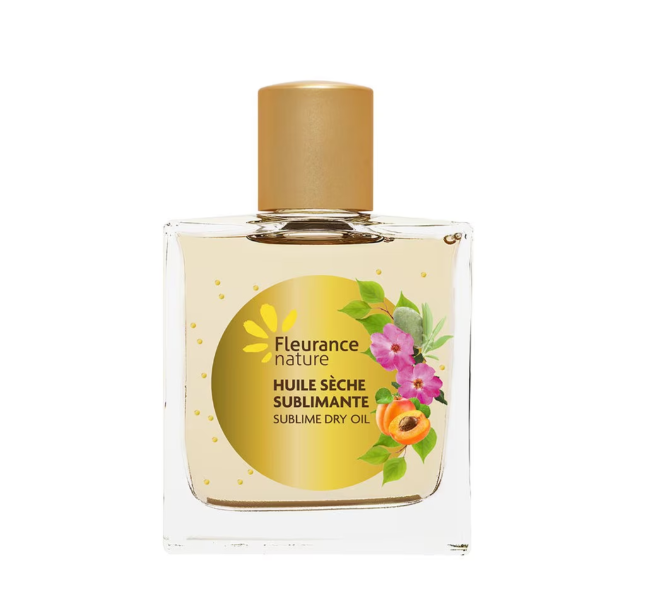 Fleurance
nature
HUILE SÈCHE
SUBLIMANTE
SUBLIME DRY OIL